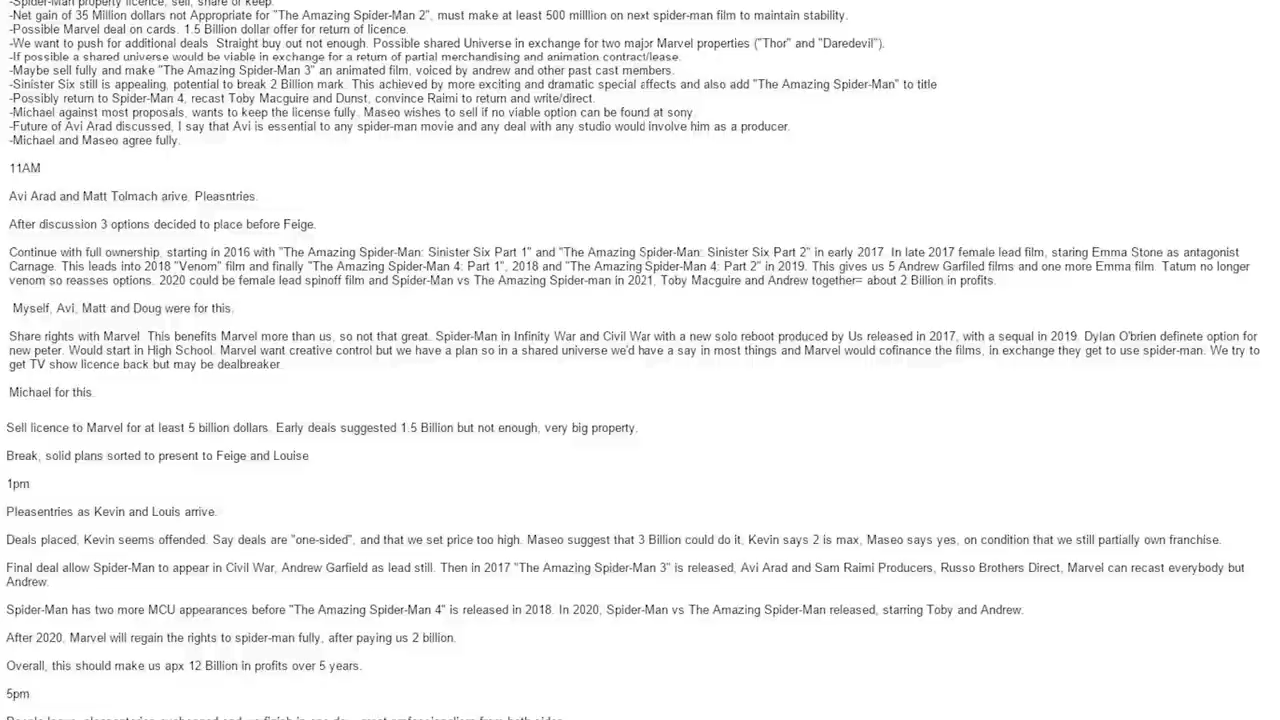 -Spider-Man property licence, sell, share or keep.
-Net gain of 35 Million dollars not Appropriate for "The Amazing Spider-Man 2", must make at least 500 milllion on next spider-man film to maintain stability.
-Possible Marvel deal on cards. 1.5 Billion dollar offer for return of licence.
-We want to push for additional deals. Straight buy out not enough. Possible shared Universe in exchange for two major Marvel properties ("Thor" and "Daredevil").
-If possible a shared universe would be viable in exchange for a return of partial merchandising and animation contract/lease.
-Maybe sell fully and make "The Amazing Spider-Man 3" an animated film, voiced by andrew and other past cast members.
-Sinister Six still is appealing, potential to break 2 Billion mark. This achieved by more exciting and dramatic special affects and also add "The Amazing Spider-Man" to title
-Possibly return to Spider-Man 4, recast Toby Macguire and Dunst, convince Raimi to return and write/direct.
-Michael against most proposals, wants to keep the license fully. Maseo wishes to sell if no viable option can be found at sony.
-Future of Avi Arad discussed, I say that Avi is essential to any spider-man movie and any deal with any studio would involve him as a producer.
-Michael and Maseo agree fully.
11AM
Avi Arad and Matt Tolmach arive. Pleasntries.
After discussion 3 options decided to place before Feige.
Continue with full ownership, starting in 2016 with "The Amazing Spider-Man: Sinister Six Part 1" and "The Amazing Spider-Man: Sinister Six Part 2" in early 2017. In late 2017 female lead film, staring Emma Stone as antagonist
Carnage. This leads into 2018 "Venom" film and finally "The Amazing Spider-Man 4: Part 1", 2018 and "The Amazing Spider-Man 4: Part 2" in 2019. This gives us 5 Andrew Garfiled films and one more Emma film. Tatum no longer
venom so reasses options. 2020 could be female lead spinoff film and Spider-Man vs The Amazing Spider-man in 2021, Toby Macguire and Andrew together= about 2 Billion in profits.
Myself, Avi, Matt and Doug were for this.
Share rights with Marvel. This benefits Marvel more than us, so not that great. Spider-Man in Infinity War and Civil War with a new solo reboot produced by Us released in 2017, with a sequal in 2019. Dylan O'brien definete option for
new peter. Would start in High School. Marvel want creative control but we have a plan so in a shared universe we'd have a say in most things and Marvel would cofinance the films, in exchange they get to use spider-man. We try to
get TV show licence back but may be dealbreaker.
Michael for this.
Sell licence to Marvel for at least 5 billion dollars. Early deals suggested 1.5 Billion but not enough, very big property.
Break, solid plans sorted to present to Feige and Louise
1pm
Pleasentries as Kevin and Louis arrive.
Deals placed, Kevin seems offended. Say deals are "one-sided", and that we set price too high. Maseo suggest that 3 Billion could do it, Kevin says 2 is max, Maseo says yes, on condition that we still partially own franchise.
Final deal allow Spider-Man to appear in Civil War, Andrew Garfield as lead still. Then in 2017 "The Amazing Spider-Man 3" is released, Avi Arad and Sam Raimi Producers, Russo Brothers Direct, Marvel can recast everybody but
Andrew.
Spider-Man has two more MCU appearances before "The Amazing Spider-Man 4" is released in 2018. In 2020, Spider-Man vs The Amazing Spider-Man released, starring Toby and Andrew.
After 2020, Marvel will regain the rights to spider-man fully, after paying us 2 billion.
Overall, this should make us apx 12 Billion in profits over 5 years.
5pm